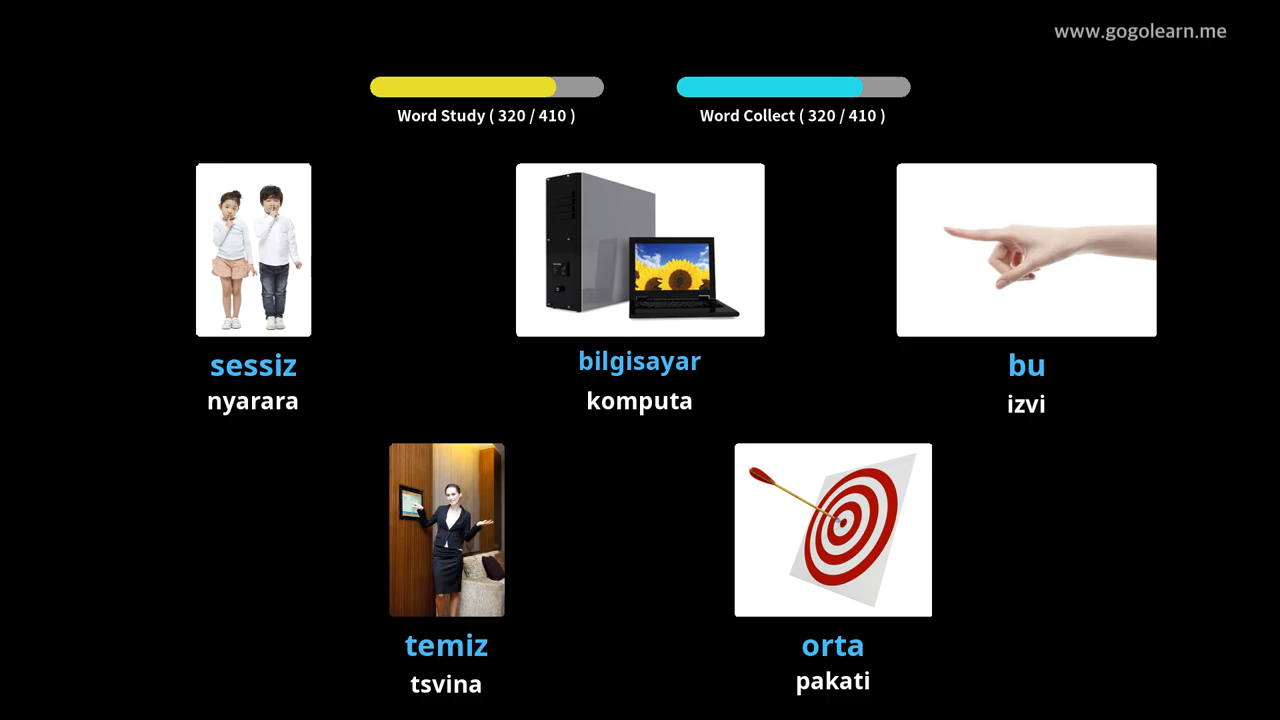 www.gogolearn.me
Word Study ( 320 / 410 )
Word Collect ( 320 / 410 )
sessiz
nyarara
bilgisayar
komputa
bu
izvi
temiz
tsvina
orta
pakati